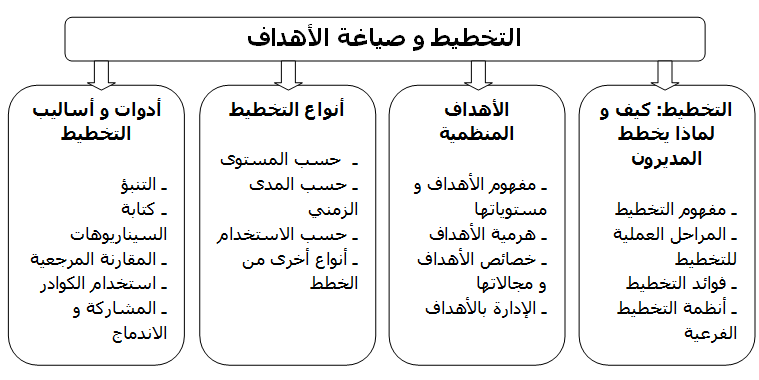 التخطيط و صياغة الأهداف
التخطيط: كيف و
لماذا يخطط
المديرون
ـ مفهوم التخطيط
ـ المراحل العملية
للتخطيط
ـ فوائد التخطيط
ـ أنظمة التخطيط
الفرعية
الأهداف
المنظمية
ـ مفهوم الأهداف و
مستوياتها
ـ هرمية الأهداف
ـ خصائص الأهداف
و مجالاتها
ـ الإدارة بالأهداف
أنواع التخطيط
ـ حسب المستوى
ـ حسب المدى
الزمني
ـ حسب الاستخدام
ـ أنواع أخرى من
الخطط
أدوات و أساليب
التخطيط
ـ التنبؤ
ـ كتابة
السيناريوهات
ـ المقارنة المرجعية
ـ استخدام الكوادر
ـ المشاركة و
الاندماج